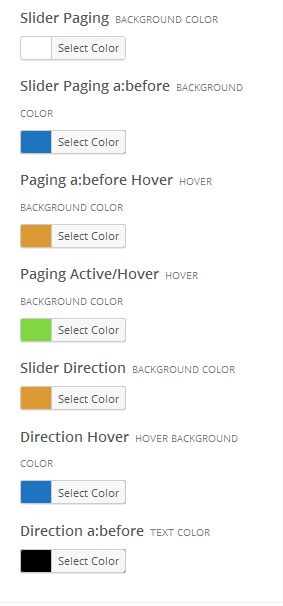 Slider Paging BACKGROUND COLOR
Select Color
Slider Paging a:before BACKGROUND
COLOR
Select Color
Paging a:before Hover HOVER
BACKGROUND COLOR
Select Color
Paging Active/Hover HOVER
BACKGROUND COLOR
Select Color
Slider Direction BACKGROUND COLOR
Select Color
Direction Hover HOVER BACKGROUND
COLOR
Select Color
Direction a:before TEXT COLOR
Select Color